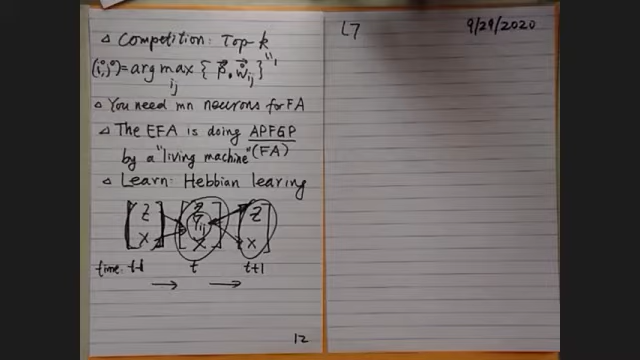 △ Competition: Top k
(i,j)=arg max { p⃗ · w⃗ij }
ij
△ You need mn neurons for FA
△ The EFA is doing APFGP
by a "living machine" (FA)
△ Learn: Hebbian learing
Z Z Z
Yij
X X X
time: t-1 t t+1
→ →
12
L7 9/29/2020